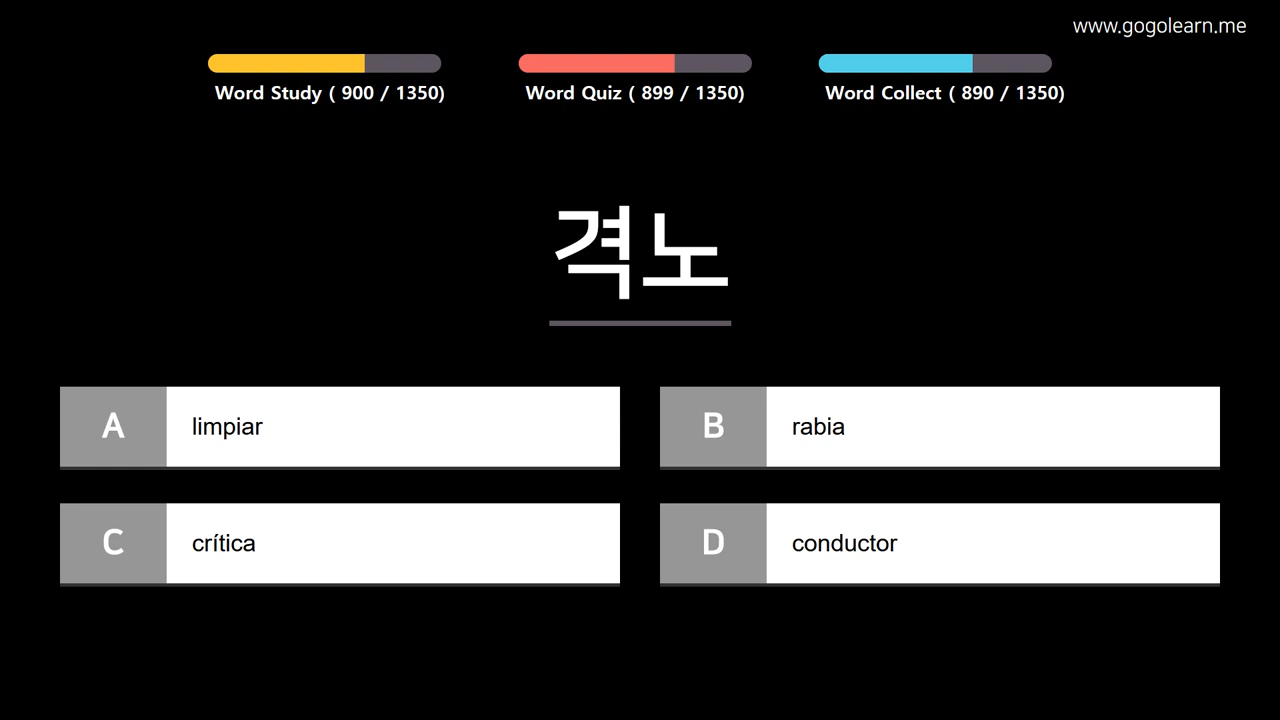 www.gogolearn.me
Word Study ( 900 / 1350)
Word Quiz ( 899 / 1350)
Word Collect ( 890 / 1350)
격노
A limpiar
B rabia
C crítica
D conductor